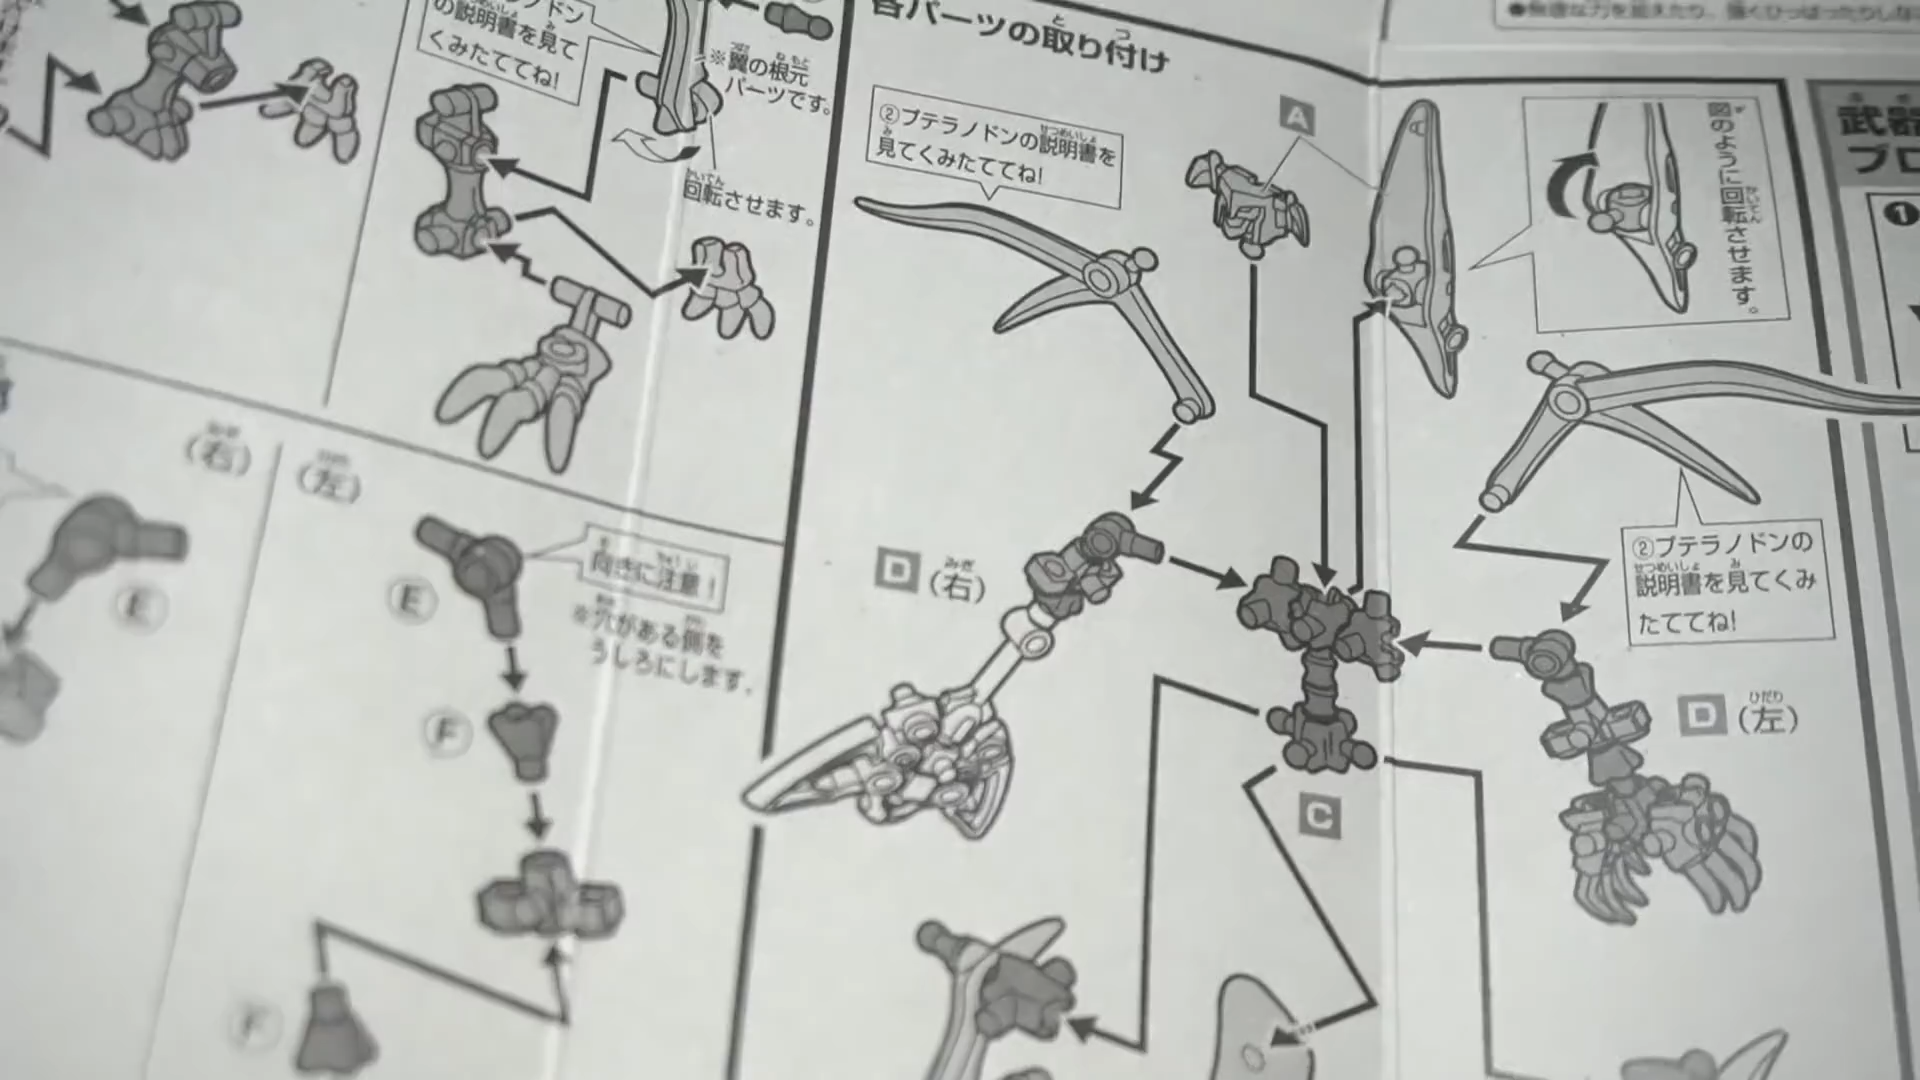 の説明書を見て
くみたててね!
※翼の根元
パーツです。
回転させます。
各パーツの取り付け
②プテラノドンの説明書を
見てくみたててね!
A
図のように回転させます。
武器
ブロ
①
(右)
(左)
E
E
向きに注意!
※穴がある側を
うしろにします。
F
F
D (右)
②プテラノドンの
説明書を見てくみ
たててね!
D (左)
C